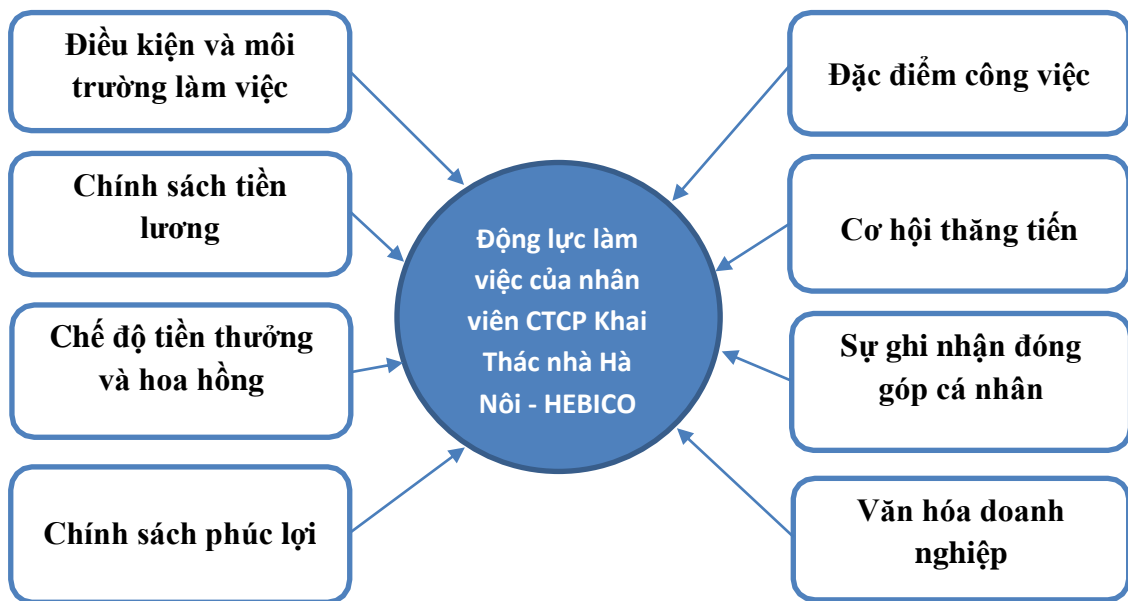 Điều kiện và môi
trường làm việc
Chính sách tiền
lương
Chế độ tiền thưởng
và hoa hồng
Chính sách phúc lợi
Động lực làm
việc của nhân
viên CTCP Khai
Thác nhà Hà
Nôi - HEBICO
Đặc điểm công việc
Cơ hội thăng tiến
Sự ghi nhận đóng
góp cá nhân
Văn hóa doanh
nghiệp